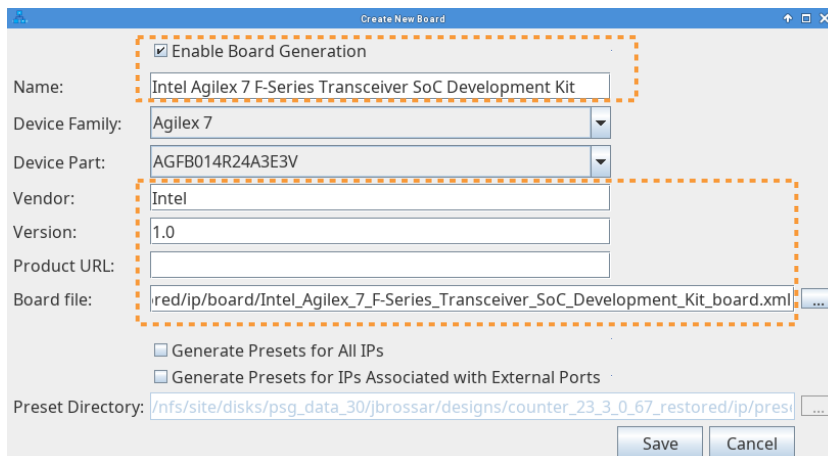 Create New Board
Enable Board Generation
Name: Intel Agilex 7 F-Series Transceiver SoC Development Kit
Device Family: Agilex 7
Device Part: AGFB014R24A3E3V
Vendor: Intel
Version: 1.0
Product URL:
Board file: red/ip/board/Intel_Agilex_7_F-Series_Transceiver_SoC_Development_Kit_board.xml ...
Generate Presets for All IPs
Generate Presets for IPs Associated with External Ports
Preset Directory: /nfs/site/disks/psg_data_30/jbrossar/designs/counter_23_3_0_67_restored/ip/prese ...
Save Cancel